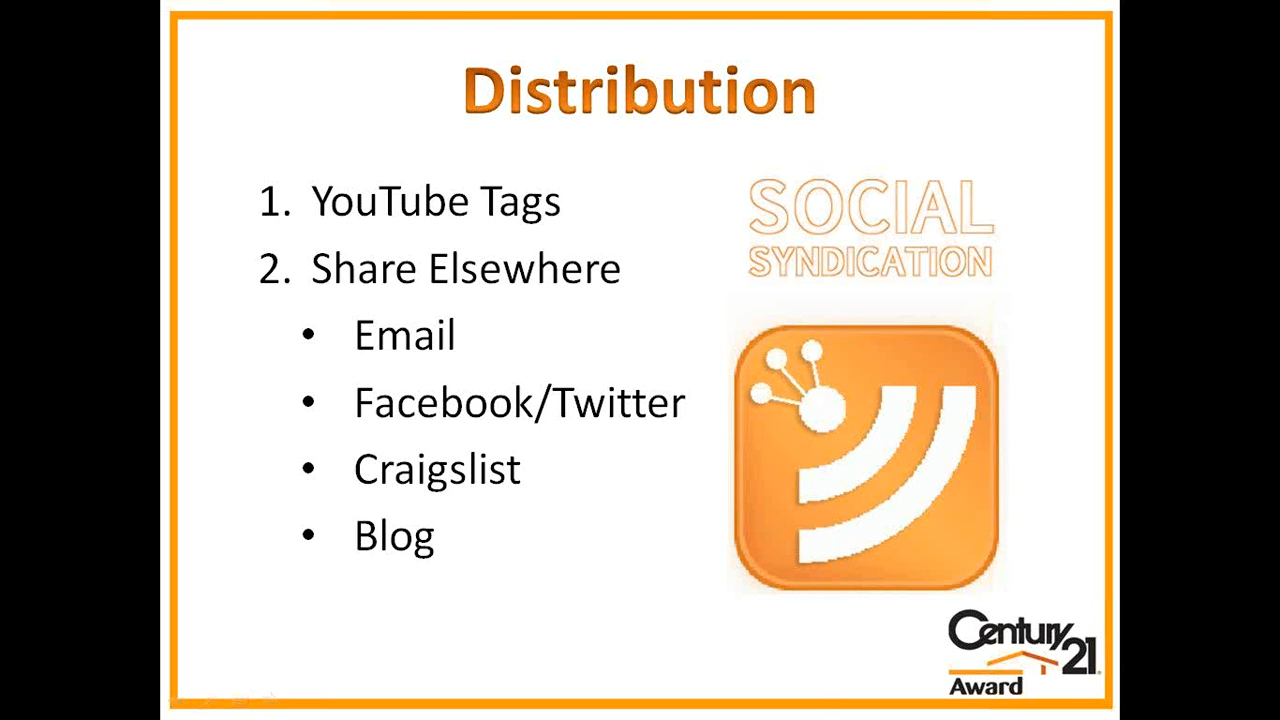 Distribution
1. YouTube Tags
2. Share Elsewhere
• Email
• Facebook/Twitter
• Craigslist
• Blog
SOCIAL
SYNDICATION
Century 21
Award